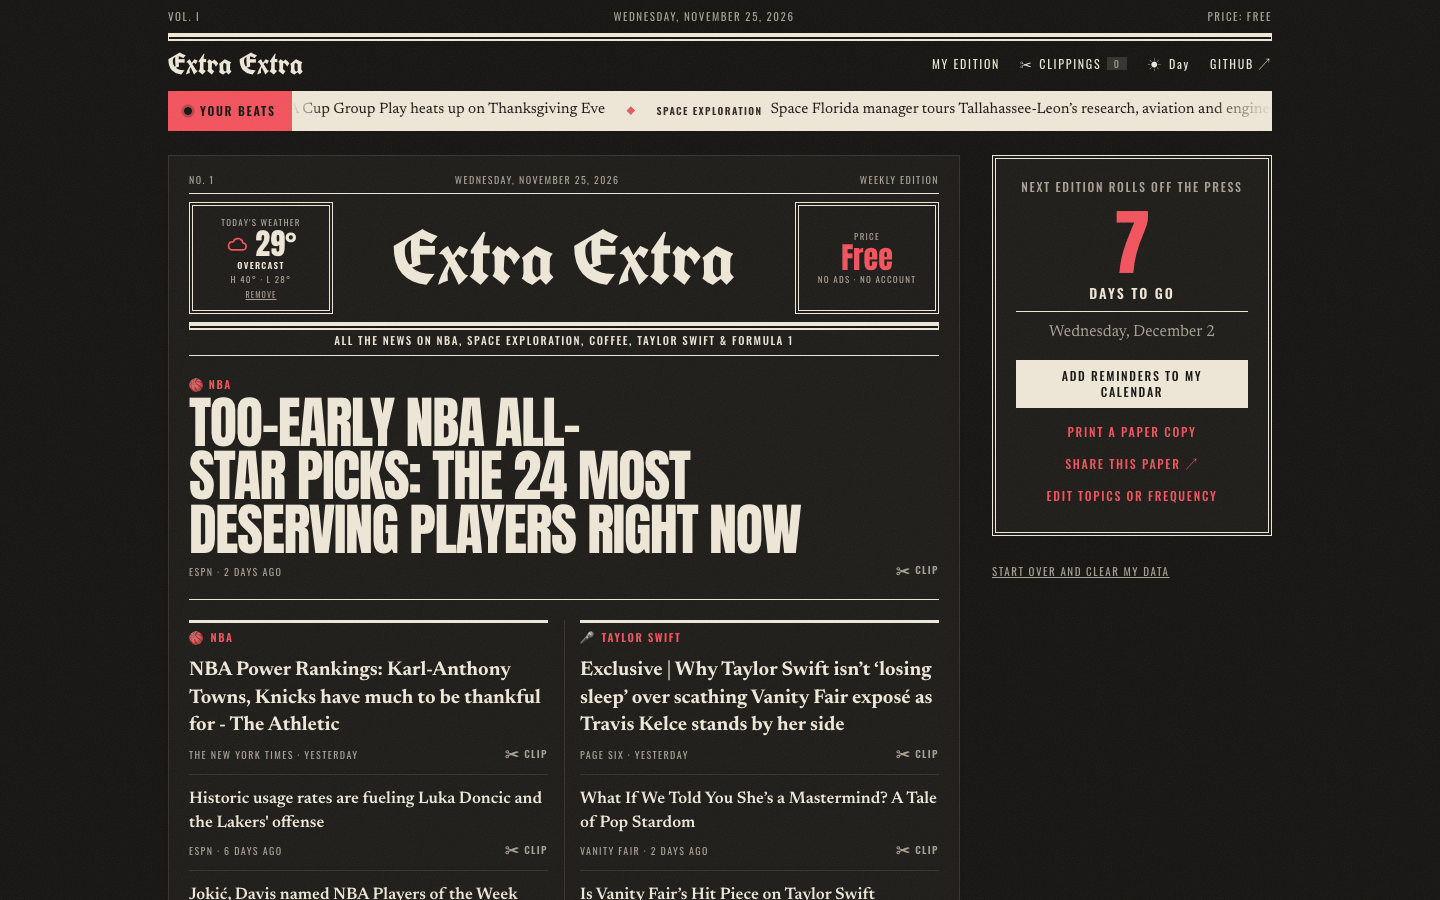 VOL. I
WEDNESDAY, NOVEMBER 25, 2026
PRICE: FREE
Extra Extra
MY EDITION
CLIPPINGS 0
Day
GITHUB ↗
YOUR BEATS
Cup Group Play heats up on Thanksgiving Eve
SPACE EXPLORATION Space Florida manager tours Tallahassee-Leon’s research, aviation and engine
NO. 1
WEDNESDAY, NOVEMBER 25, 2026
WEEKLY EDITION
TODAY'S WEATHER
29°
OVERCAST
H 40° · L 28°
REMOVE
Extra Extra
PRICE
Free
NO ADS · NO ACCOUNT
ALL THE NEWS ON NBA, SPACE EXPLORATION, COFFEE, TAYLOR SWIFT & FORMULA 1
NBA
TOO-EARLY NBA ALL-
STAR PICKS: THE 24 MOST
DESERVING PLAYERS RIGHT NOW
ESPN · 2 DAYS AGO
CLIP
NBA
NBA Power Rankings: Karl-Anthony
Towns, Knicks have much to be thankful
for - The Athletic
THE NEW YORK TIMES · YESTERDAY
CLIP
Historic usage rates are fueling Luka Doncic and
the Lakers' offense
ESPN · 6 DAYS AGO
CLIP
Jokić, Davis named NBA Players of the Week
TAYLOR SWIFT
Exclusive | Why Taylor Swift isn’t ‘losing
sleep’ over scathing Vanity Fair exposé as
Travis Kelce stands by her side
PAGE SIX · YESTERDAY
CLIP
What If We Told You She’s a Mastermind? A Tale
of Pop Stardom
VANITY FAIR · 2 DAYS AGO
CLIP
Is Vanity Fair’s Hit Piece on Taylor Swift
NEXT EDITION ROLLS OFF THE PRESS
7
DAYS TO GO
Wednesday, December 2
ADD REMINDERS TO MY
CALENDAR
PRINT A PAPER COPY
SHARE THIS PAPER ↗
EDIT TOPICS OR FREQUENCY
START OVER AND CLEAR MY DATA